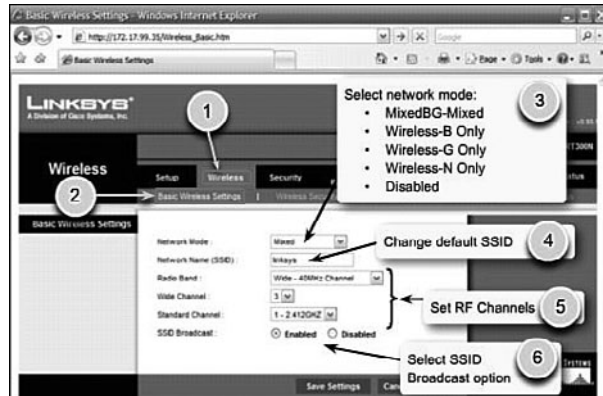 Basic Wireless Settings - Windows Internet Explorer
http://172.17.99.35/Wireless_Basic.htm
Google
Basic Wireless Settings
Page
Tools
LINKSYS®
A Division of Cisco Systems, Inc.
1
Select network mode:
3
• MixedBG-Mixed
• Wireless-B Only
• Wireless-G Only
• Wireless-N Only
• Disabled
Wireless
Setup
Wireless
Security
2
Basic Wireless Settings
Basic Wireless Settings
Network Mode :
Mixed
Change default SSID
4
Network Name (SSID) :
linksys
Radio Band :
Wide - 40MHz Channel
Wide Channel :
3
Set RF Channels
5
Standard Channel :
1 - 2.412GHZ
SSID Broadcast :
Enabled
Disabled
Select SSID
Broadcast option
6
SYSTEMS
Save Settings